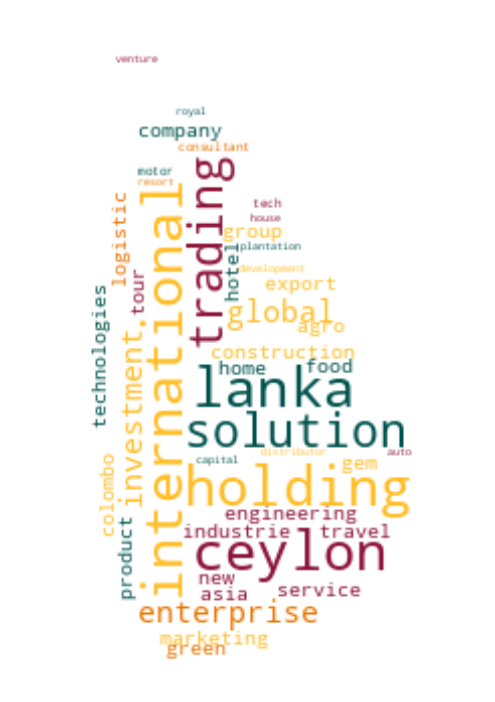 venture
royal
company
consultant
motor
resort
trading
international
logistic
tech
house
group
plantation
hotel
development
tour
export
technologies
global
agro
investment
construction
home
food
lanka
solution
distributor
auto
capital
gem
colombo
holding
engineering
product
industrie
travel
ceylon
new
asia
service
enterprise
marketing
green